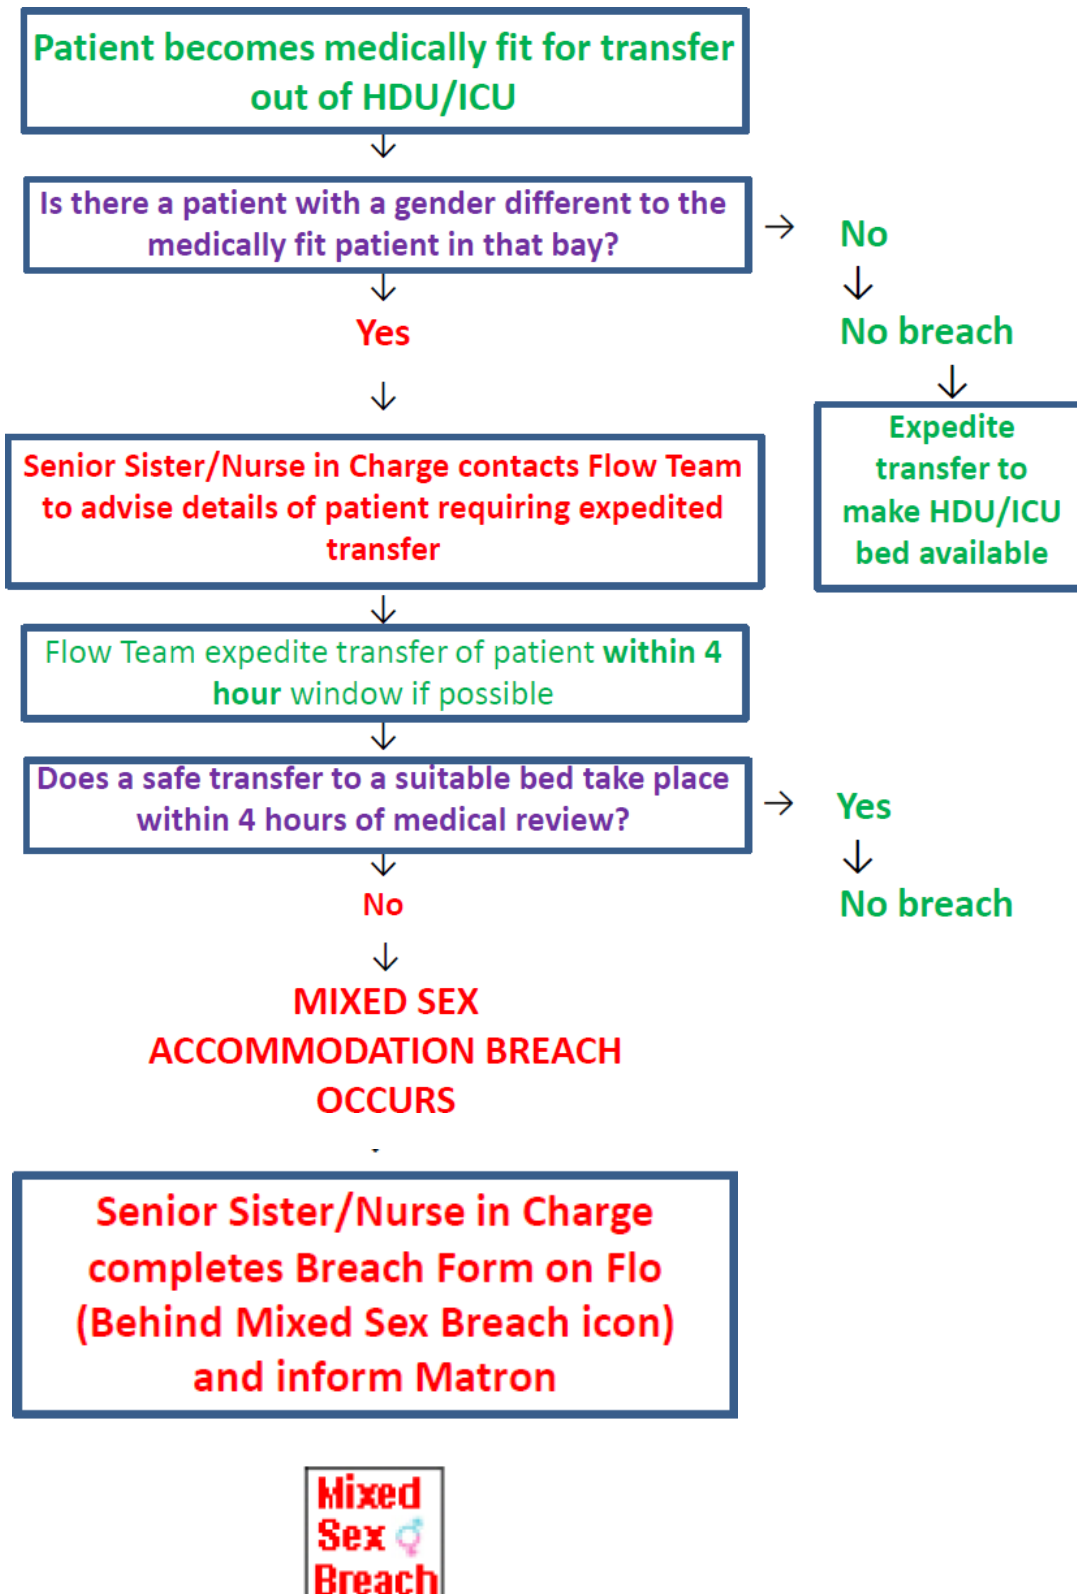 Patient becomes medically fit for transfer
out of HDU/ICU
↓
Is there a patient with a gender different to the
medically fit patient in that bay?
→
No
↓
No breach
↓
Expedite
transfer to
make HDU/ICU
bed available
↓
Yes
↓
Senior Sister/Nurse in Charge contacts Flow Team
to advise details of patient requiring expedited
transfer
↓
Flow Team expedite transfer of patient within 4
hour window if possible
↓
Does a safe transfer to a suitable bed take place
within 4 hours of medical review?
→
Yes
↓
No breach
↓
No
↓
MIXED SEX
ACCOMMODATION BREACH
OCCURS
Senior Sister/Nurse in Charge
completes Breach Form on Flo
(Behind Mixed Sex Breach icon)
and inform Matron
Mixed
Sex
Breach